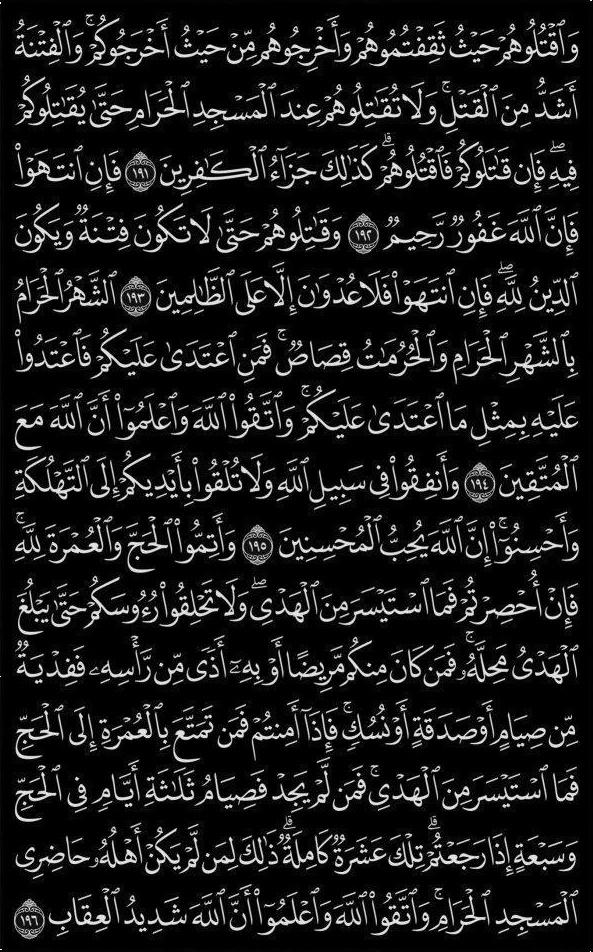 وَٱقۡتُلُوهُمۡ حَيۡثُ ثَقِفۡتُمُوهُمۡ وَأَخۡرِجُوهُم مِّنۡ حَيۡثُ أَخۡرَجُوكُمۡۚ وَٱلۡفِتۡنَةُ
أَشَدُّ مِنَ ٱلۡقَتۡلِۚ وَلَا تُقَٰتِلُوهُمۡ عِندَ ٱلۡمَسۡجِدِ ٱلۡحَرَامِ حَتَّىٰ يُقَٰتِلُوكُمۡ
فِيهِۖ فَإِن قَٰتَلُوكُمۡ فَٱقۡتُلُوهُمۡۗ كَذَٰلِكَ جَزَآءُ ٱلۡكَٰفِرِينَ ١٩١ فَإِنِ ٱنتَهَوۡاْ
فَإِنَّ ٱللَّهَ غَفُورٞ رَّحِيمٞ ١٩٢ وَقَٰتِلُوهُمۡ حَتَّىٰ لَا تَكُونَ فِتۡنَةٞ وَيَكُونَ
ٱلدِّينُ لِلَّهِۖ فَإِنِ ٱنتَهَوۡاْ فَلَا عُدۡوَٰنَ إِلَّا عَلَى ٱلظَّٰلِمِينَ ١٩٣ ٱلشَّهۡرُ ٱلۡحَرَامُ
بِٱلشَّهۡرِ ٱلۡحَرَامِ وَٱلۡحُرُمَٰتُ قِصَاصٞۚ فَمَنِ ٱعۡتَدَىٰ عَلَيۡكُمۡ فَٱعۡتَدُواْ
عَلَيۡهِ بِمِثۡلِ مَا ٱعۡتَدَىٰ عَلَيۡكُمۡۚ وَٱتَّقُواْ ٱللَّهَ وَٱعۡلَمُوٓاْ أَنَّ ٱللَّهَ مَعَ
ٱلۡمُتَّقِينَ ١٩٤ وَأَنفِقُواْ فِي سَبِيلِ ٱللَّهِ وَلَا تُلۡقُواْ بِأَيۡدِيكُمۡ إِلَى ٱلتَّهۡلُكَةِ
وَأَحۡسِنُوٓاْۚ إِنَّ ٱللَّهَ يُحِبُّ ٱلۡمُحۡسِنِينَ ١٩٥ وَأَتِمُّواْ ٱلۡحَجَّ وَٱلۡعُمۡرَةَ لِلَّهِۚ
فَإِنۡ أُحۡصِرۡتُمۡ فَمَا ٱسۡتَيۡسَرَ مِنَ ٱلۡهَدۡيِۖ وَلَا تَحۡلِقُواْ رُءُوسَكُمۡ حَتَّىٰ يَبۡلُغَ
ٱلۡهَدۡيُ مَحِلَّهُۥۚ فَمَن كَانَ مِنكُم مَّرِيضًا أَوۡ بِهِۦٓ أَذٗى مِّن رَّأۡسِهِۦ فَفِدۡيَةٞ
مِّن صِيَامٍ أَوۡ صَدَقَةٍ أَوۡ نُسُكٖۚ فَإِذَآ أَمِنتُمۡ فَمَن تَمَتَّعَ بِٱلۡعُمۡرَةِ إِلَى ٱلۡحَجِّ
فَمَا ٱسۡتَيۡسَرَ مِنَ ٱلۡهَدۡيِۚ فَمَن لَّمۡ يَجِدۡ فَصِيَامُ ثَلَٰثَةِ أَيَّامٖ فِي ٱلۡحَجِّ
وَسَبۡعَةٍ إِذَا رَجَعۡتُمۡۗ تِلۡكَ عَشَرَةٞ كَامِلَةٞۗ ذَٰلِكَ لِمَن لَّمۡ يَكُنۡ أَهۡلُهُۥ حَاضِرِي
ٱلۡمَسۡجِدِ ٱلۡحَرَامِۚ وَٱتَّقُواْ ٱللَّهَ وَٱعۡلَمُوٓاْ أَنَّ ٱللَّهَ شَدِيدُ ٱلۡعِقَابِ ١٩٦